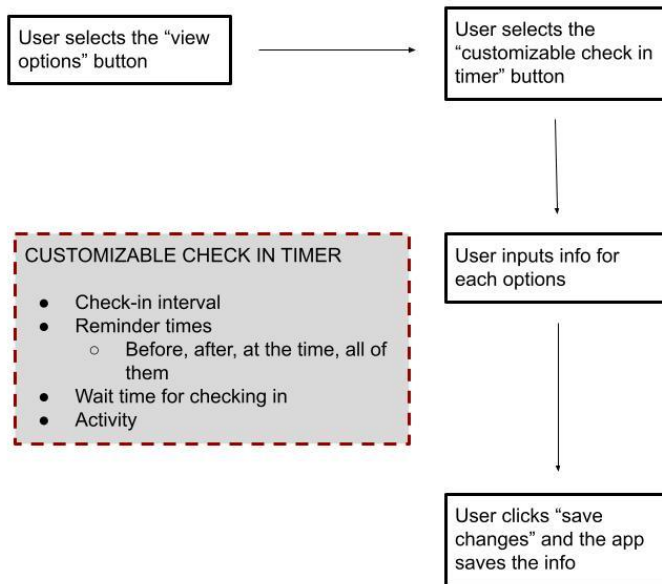 User selects the “view
options” button
User selects the
“customizable check in
timer” button
CUSTOMIZABLE CHECK IN TIMER
● Check-in interval
● Reminder times
○ Before, after, at the time, all of
them
● Wait time for checking in
● Activity
User inputs info for
each options
User clicks “save
changes” and the app
saves the info